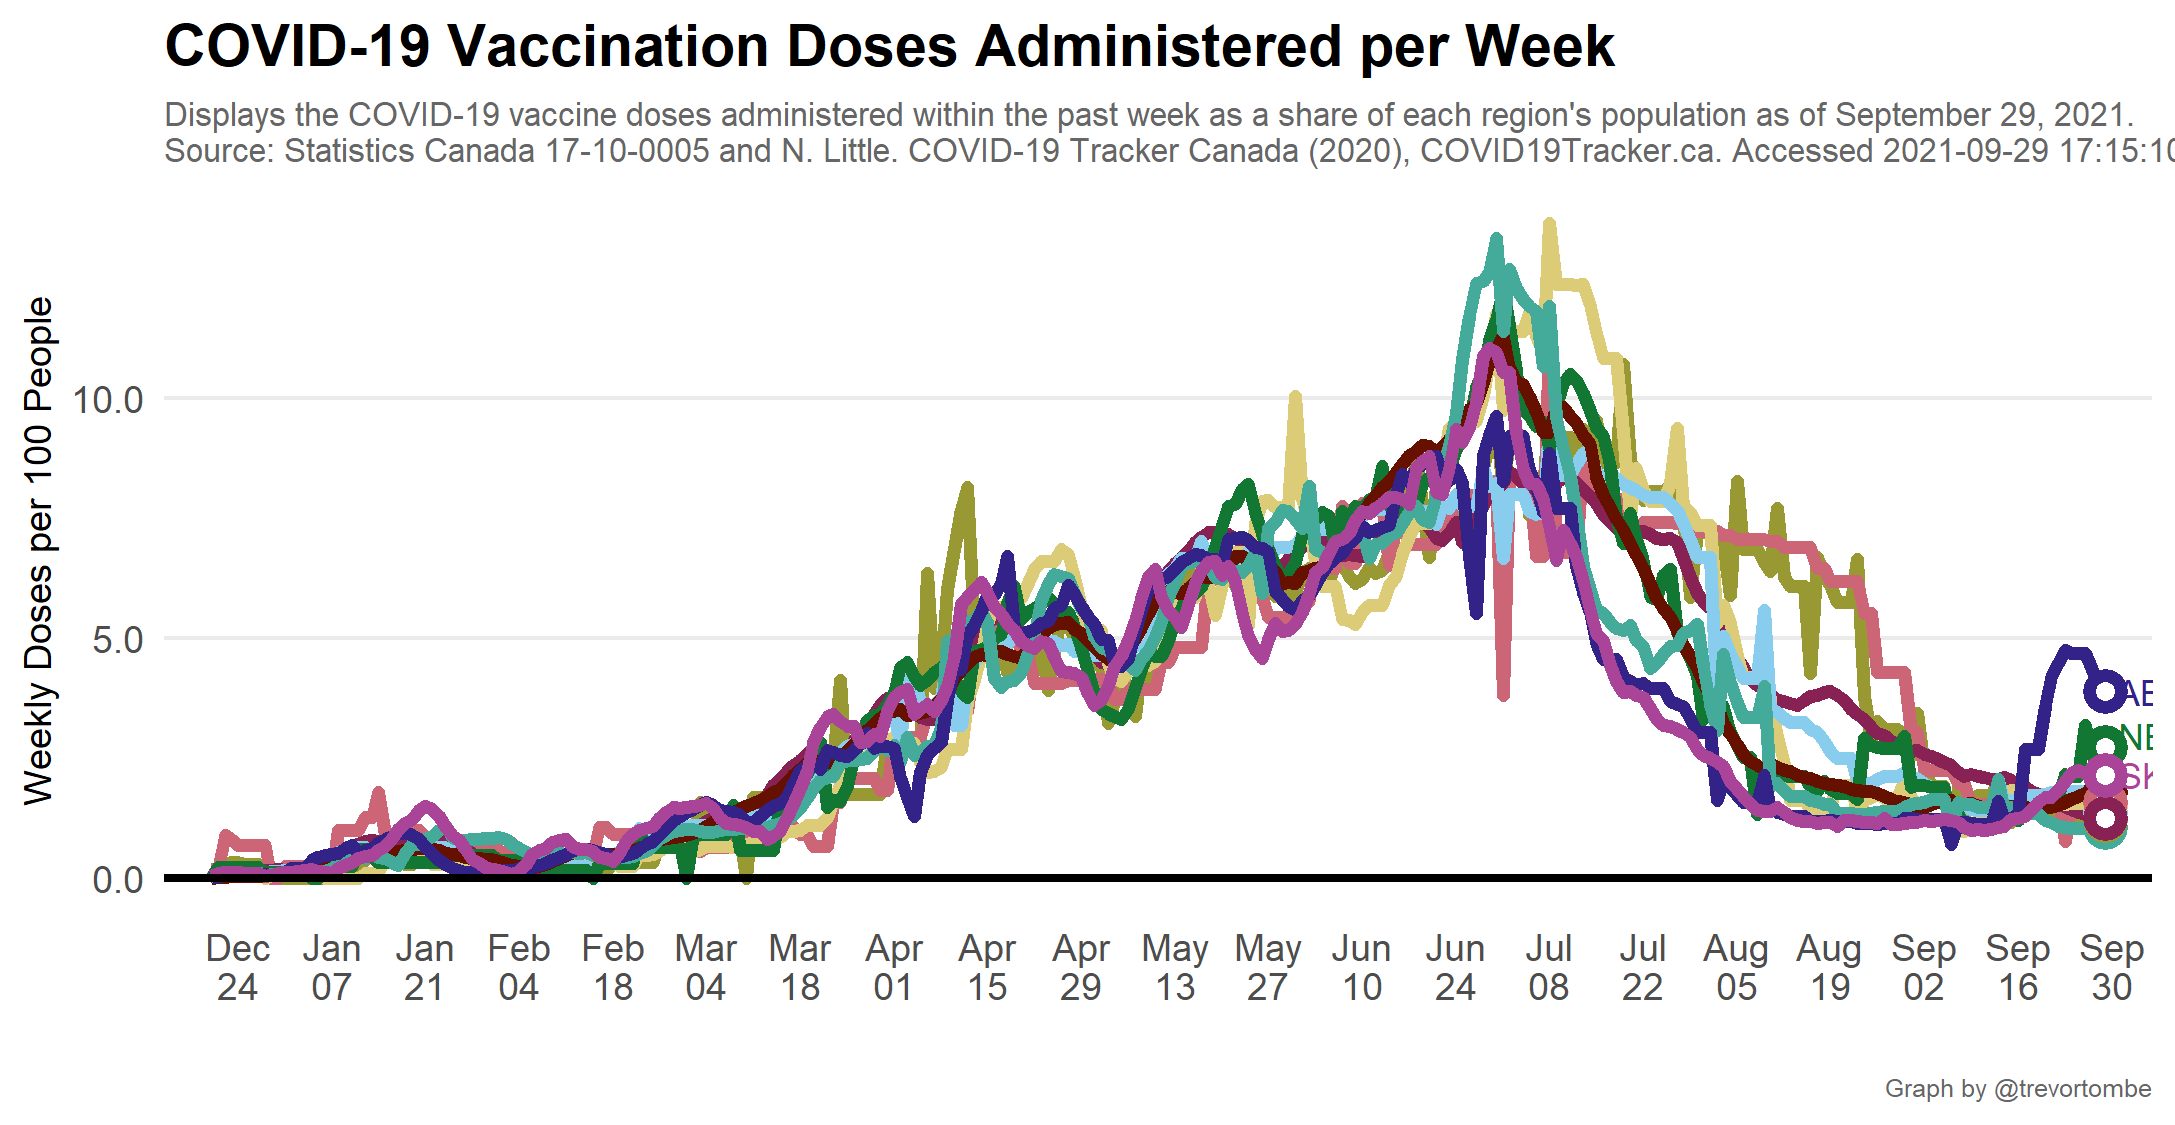 COVID-19 Vaccination Doses Administered per Week
Displays the COVID-19 vaccine doses administered within the past week as a share of each region's population as of September 29, 2021.
Source: Statistics Canada 17-10-0005 and N. Little. COVID-19 Tracker Canada (2020), COVID19Tracker.ca. Accessed 2021-09-29 17:15:10
Weekly Doses per 100 People
10.0
5.0
0.0
AB
NB
SK
Dec Jan Jan Feb Feb Mar Mar Apr Apr Apr May May Jun Jun Jul Jul Aug Aug Sep Sep Sep
24 07 21 04 18 04 18 01 15 29 13 27 10 24 08 22 05 19 02 16 30
Graph by @trevortombe